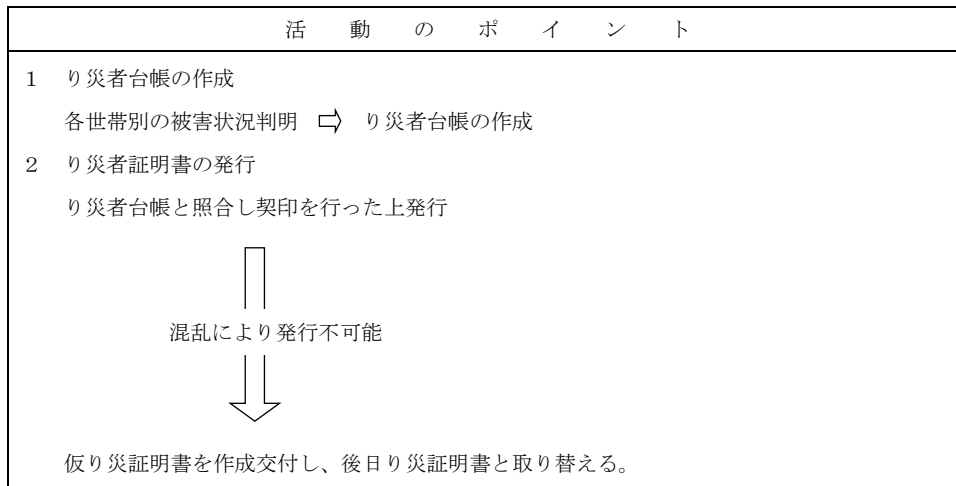 活動のポイント
1 り災者台帳の作成
各世帯別の被害状況判明 ⇨ り災者台帳の作成
2 り災者証明書の発行
り災者台帳と照合し契印を行った上発行
混乱により発行不可能
仮り災証明書を作成交付し、後日り災証明書と取り替える。